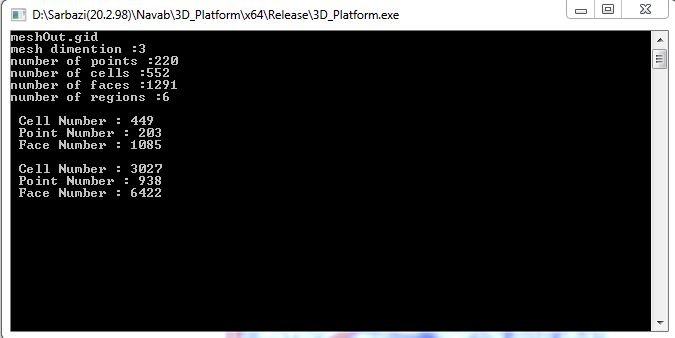 D:\Sarbazi(20.2.98)\Navab\3D_Platform\x64\Release\3D_Platform.exe
meshOut.gid
mesh dimention :3
number of points :220
number of cells :552
number of faces :1291
number of regions :6
Cell Number : 449
Point Number : 203
Face Number : 1085
Cell Number : 3027
Point Number : 938
Face Number : 6422